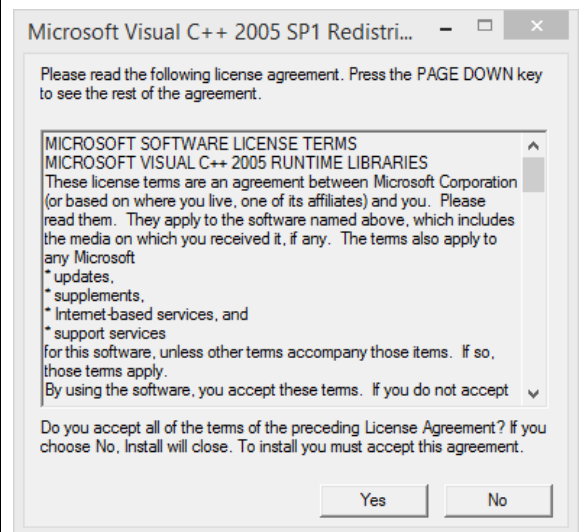 Microsoft Visual C++ 2005 SP1 Redistri...
Please read the following license agreement. Press the PAGE DOWN key
to see the rest of the agreement.
MICROSOFT SOFTWARE LICENSE TERMS
MICROSOFT VISUAL C++ 2005 RUNTIME LIBRARIES
These license terms are an agreement between Microsoft Corporation
(or based on where you live, one of its affiliates) and you.  Please
read them.  They apply to the software named above, which includes
the media on which you received it, if any.  The terms also apply to
any Microsoft
* updates,
* supplements,
* Internet-based services, and
* support services
for this software, unless other terms accompany those items.  If so,
those terms apply.
By using the software, you accept these terms.  If you do not accept
Do you accept all of the terms of the preceding License Agreement? If you
choose No, Install will close. To install you must accept this agreement.
Yes No